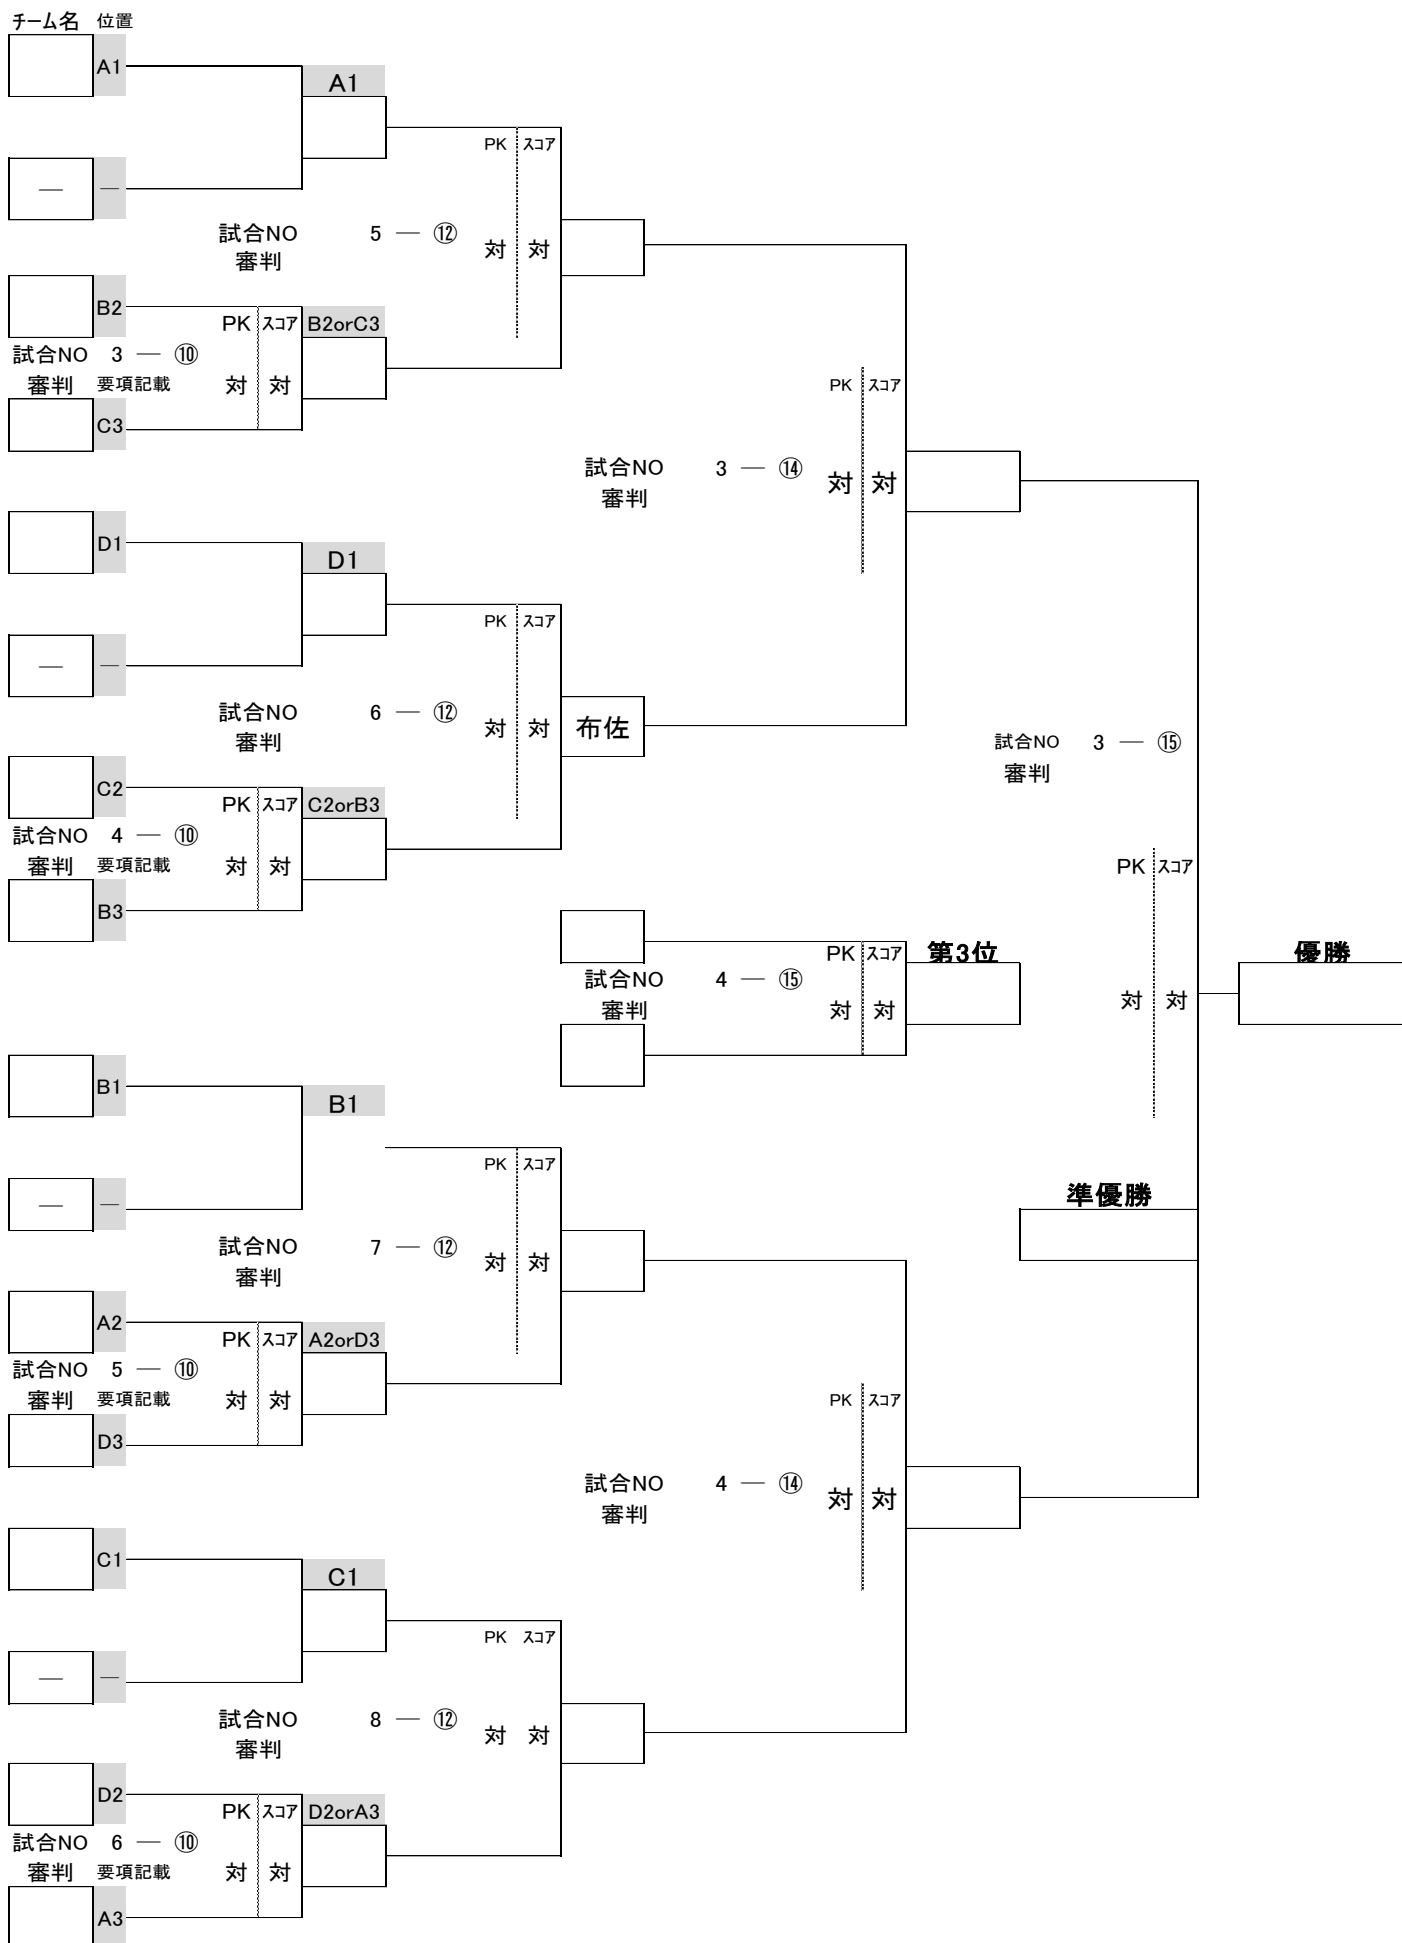 チーム名 位置
A1
A1
PK スコア
— —
試合NO 5 — ⑫
審判
対 対
B2
PK スコア B2orC3
試合NO 3 — ⑩
審判 要項記載 対 対
C3
PK スコア
試合NO 3 — ⑭
審判
対 対
D1
D1
PK スコア
— —
試合NO 6 — ⑫
審判
対 対 布佐
試合NO 3 — ⑮
審判
C2
PK スコア C2orB3
試合NO 4 — ⑩
審判 要項記載 対 対
B3
PK スコア
対 対
PK スコア 第3位
優勝
試合NO 4 — ⑮
審判 対 対
B1
B1
PK スコア
— —
準優勝
試合NO 7 — ⑫
審判
対 対
A2
PK スコア A2orD3
試合NO 5 — ⑩
審判 要項記載 対 対
D3
PK スコア
試合NO 4 — ⑭
審判
対 対
C1
C1
PK スコア
— —
試合NO 8 — ⑫
審判
対 対
D2
PK スコア D2orA3
試合NO 6 — ⑩
審判 要項記載 対 対
A3